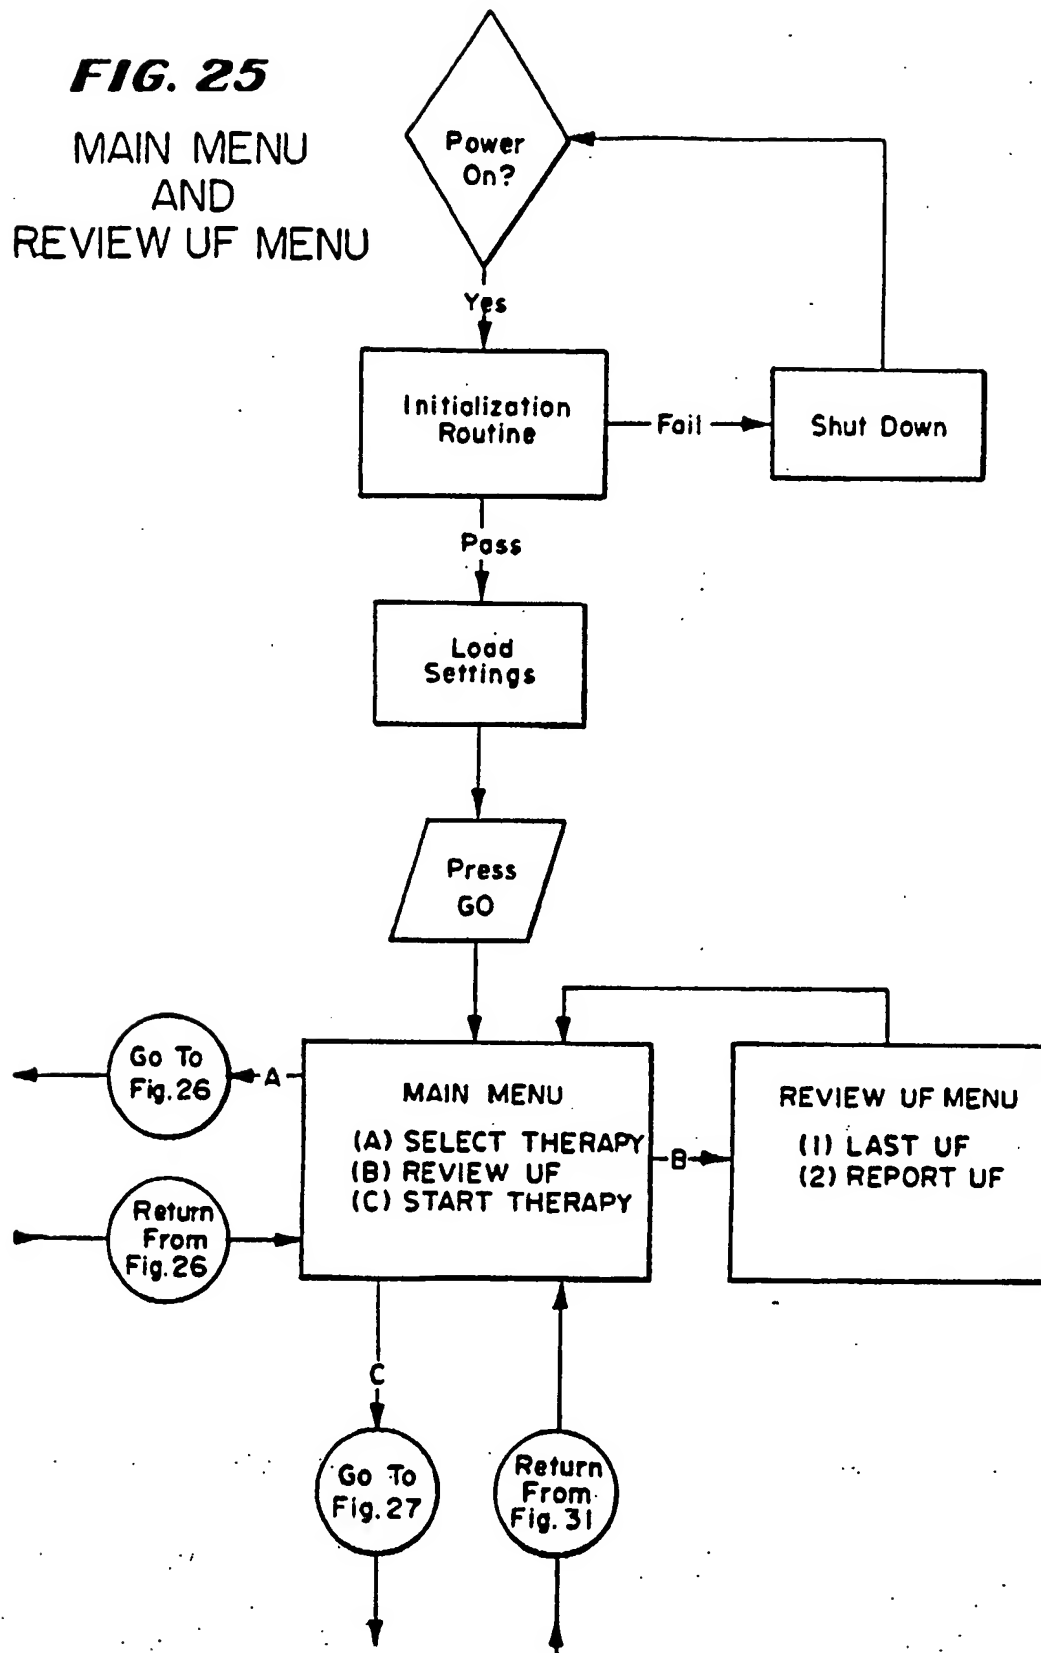 FIG. 25
MAIN MENU
AND
REVIEW UF MENU
Power
On?
Yes
Initialization
Routine
Fail
Shut Down
Pass
Load
Settings
Press
GO
Go To
Fig. 26
A
MAIN MENU
(A) SELECT THERAPY
(B) REVIEW UF
(C) START THERAPY
B
REVIEW UF MENU
(1) LAST UF
(2) REPORT UF
Return
From
Fig. 26
C
Go To
Fig. 27
Return
From
Fig. 31